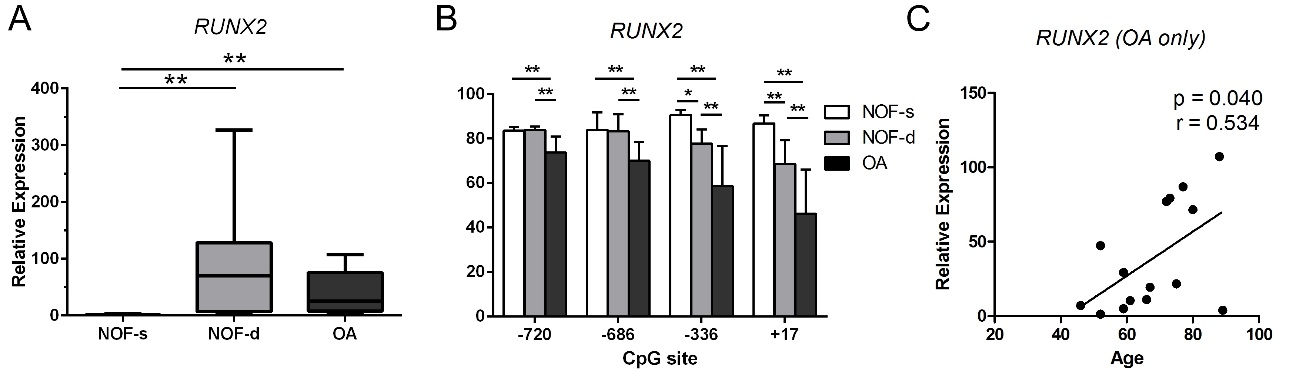 A
RUNX2
**
**
Relative Expression
400
300
200
100
0
NOF-s NOF-d OA
B
RUNX2
** ** ** **
** ** * ** ** **
100
80
60
40
20
0
-720 -686 -336 +17
CpG site
NOF-s
NOF-d
OA
C
RUNX2 (OA only)
p = 0.040
r = 0.534
Relative Expression
150
100
50
0
20 40 60 80 100
Age